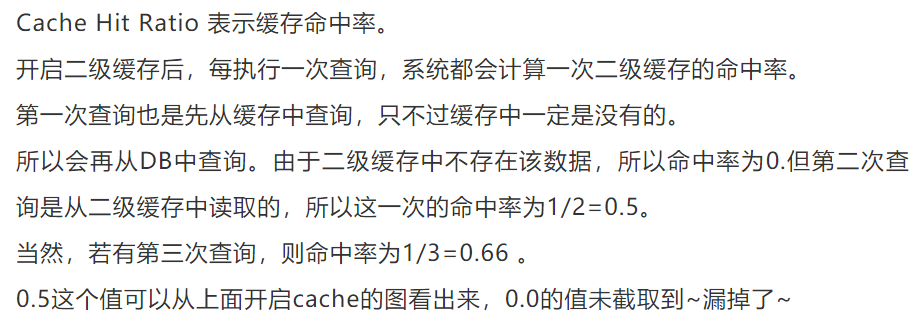 Cache Hit Ratio 表示缓存命中率。
开启二级缓存后，每执行一次查询，系统都会计算一次二级缓存的命中率。
第一次查询也是先从缓存中查询，只不过缓存中一定是没有的。
所以会再从DB中查询。由于二级缓存中不存在该数据，所以命中率为0.但第二次查
询是从二级缓存中读取的，所以这一次的命中率为1/2=0.5。
当然，若有第三次查询，则命中率为1/3=0.66 。
0.5这个值可以从上面开启cache的图看出来，0.0的值未截取到~漏掉了~